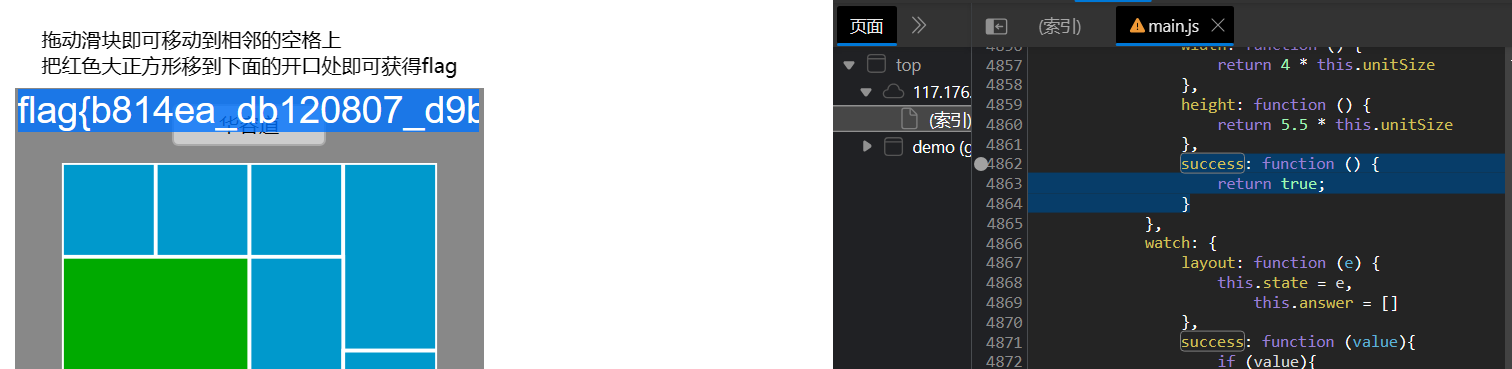 拖动滑块即可移动到相邻的空格上
把红色大正方形移到下面的开口处即可获得flag
flag{b814ea_db120807_d9b
华容道
页面
(索引)
main.js
top
117.176.
(索引)
demo (g
4857 return 4 * this.unitSize
4858 },
4859 height: function () {
4860 return 5.5 * this.unitSize
4861 },
4862 success: function () {
4863 return true;
4864 }
4865 },
4866 watch: {
4867 layout: function (e) {
4868 this.state = e,
4869 this.answer = []
4870 },
4871 success: function (value){
4872 if (value){